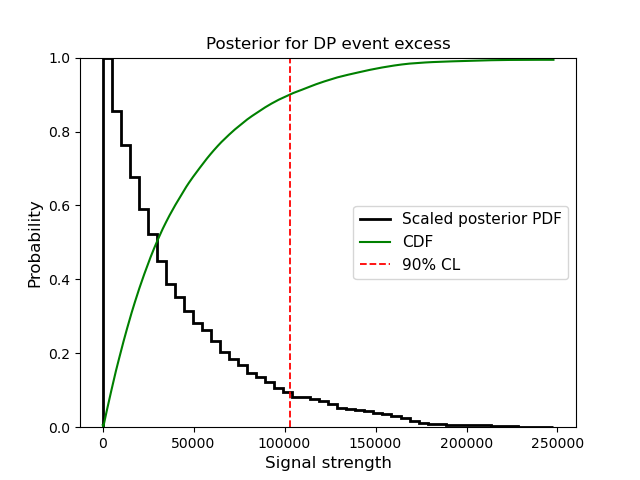 Posterior for DP event excess
1.0
0.8
0.6
0.4
0.2
0.0
Probability
Scaled posterior PDF
CDF
90% CL
0 50000 100000 150000 200000 250000
Signal strength